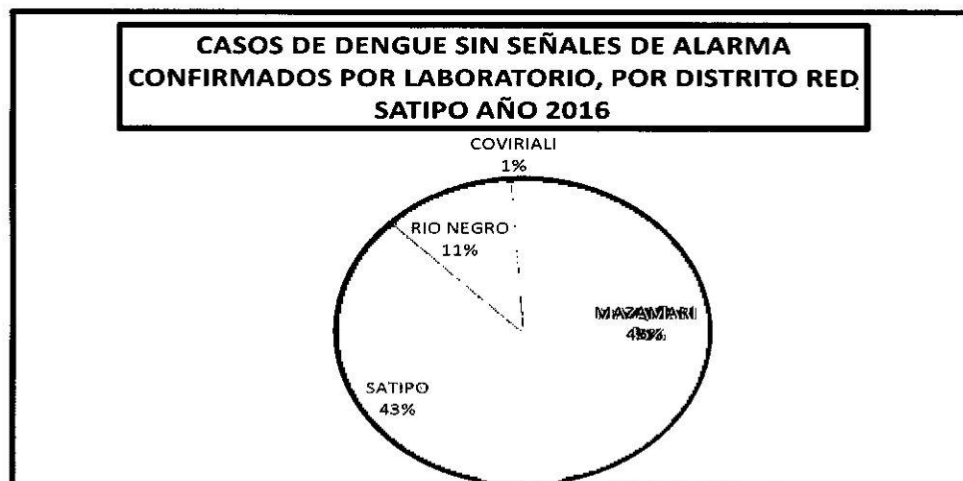 CASOS DE DENGUE SIN SEÑALES DE ALARMA
CONFIRMADOS POR LABORATORIO, POR DISTRITO RED
SATIPO AÑO 2016
COVIRIALI
1%
RIO NEGRO
11%
MAZAMARI
SATIPO
43%